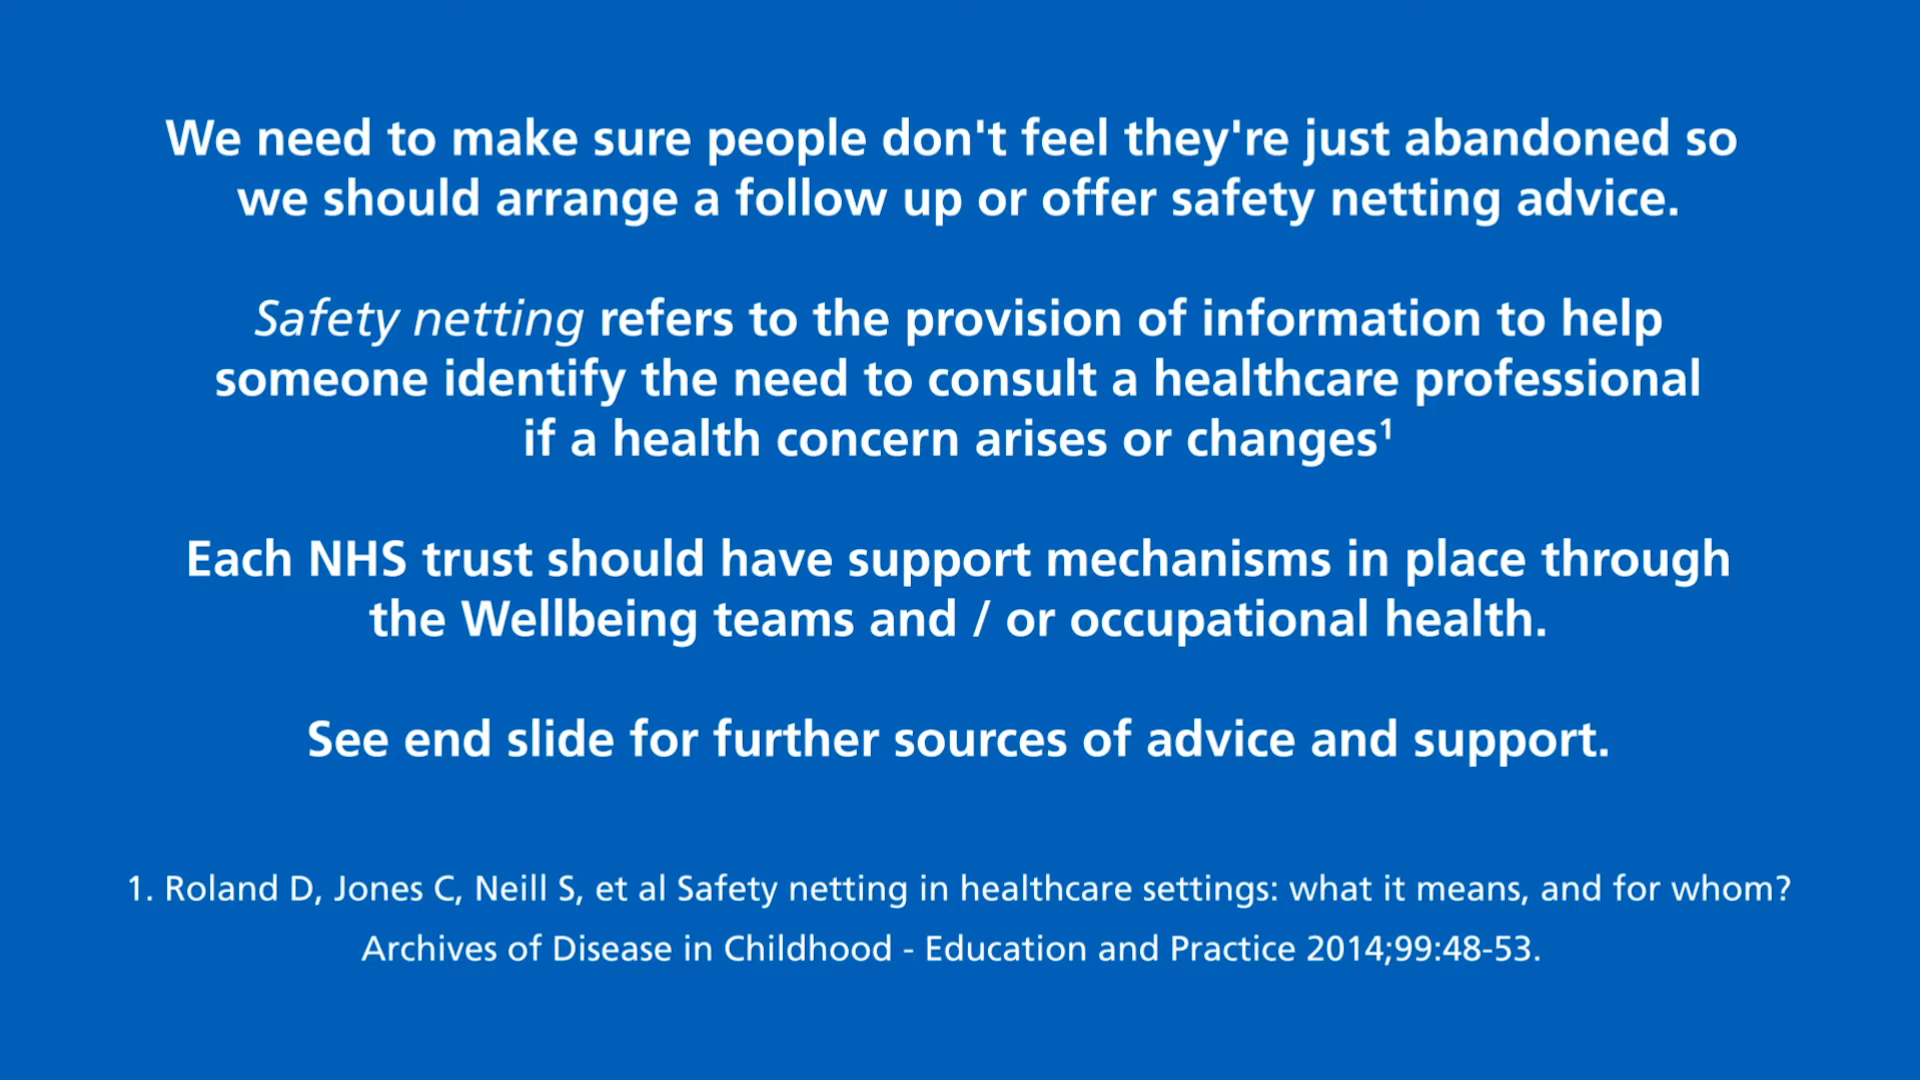 We need to make sure people don't feel they're just abandoned so
we should arrange a follow up or offer safety netting advice.
Safety netting refers to the provision of information to help
someone identify the need to consult a healthcare professional
if a health concern arises or changes¹
Each NHS trust should have support mechanisms in place through
the Wellbeing teams and / or occupational health.
See end slide for further sources of advice and support.
1. Roland D, Jones C, Neill S, et al Safety netting in healthcare settings: what it means, and for whom?
Archives of Disease in Childhood - Education and Practice 2014;99:48-53.